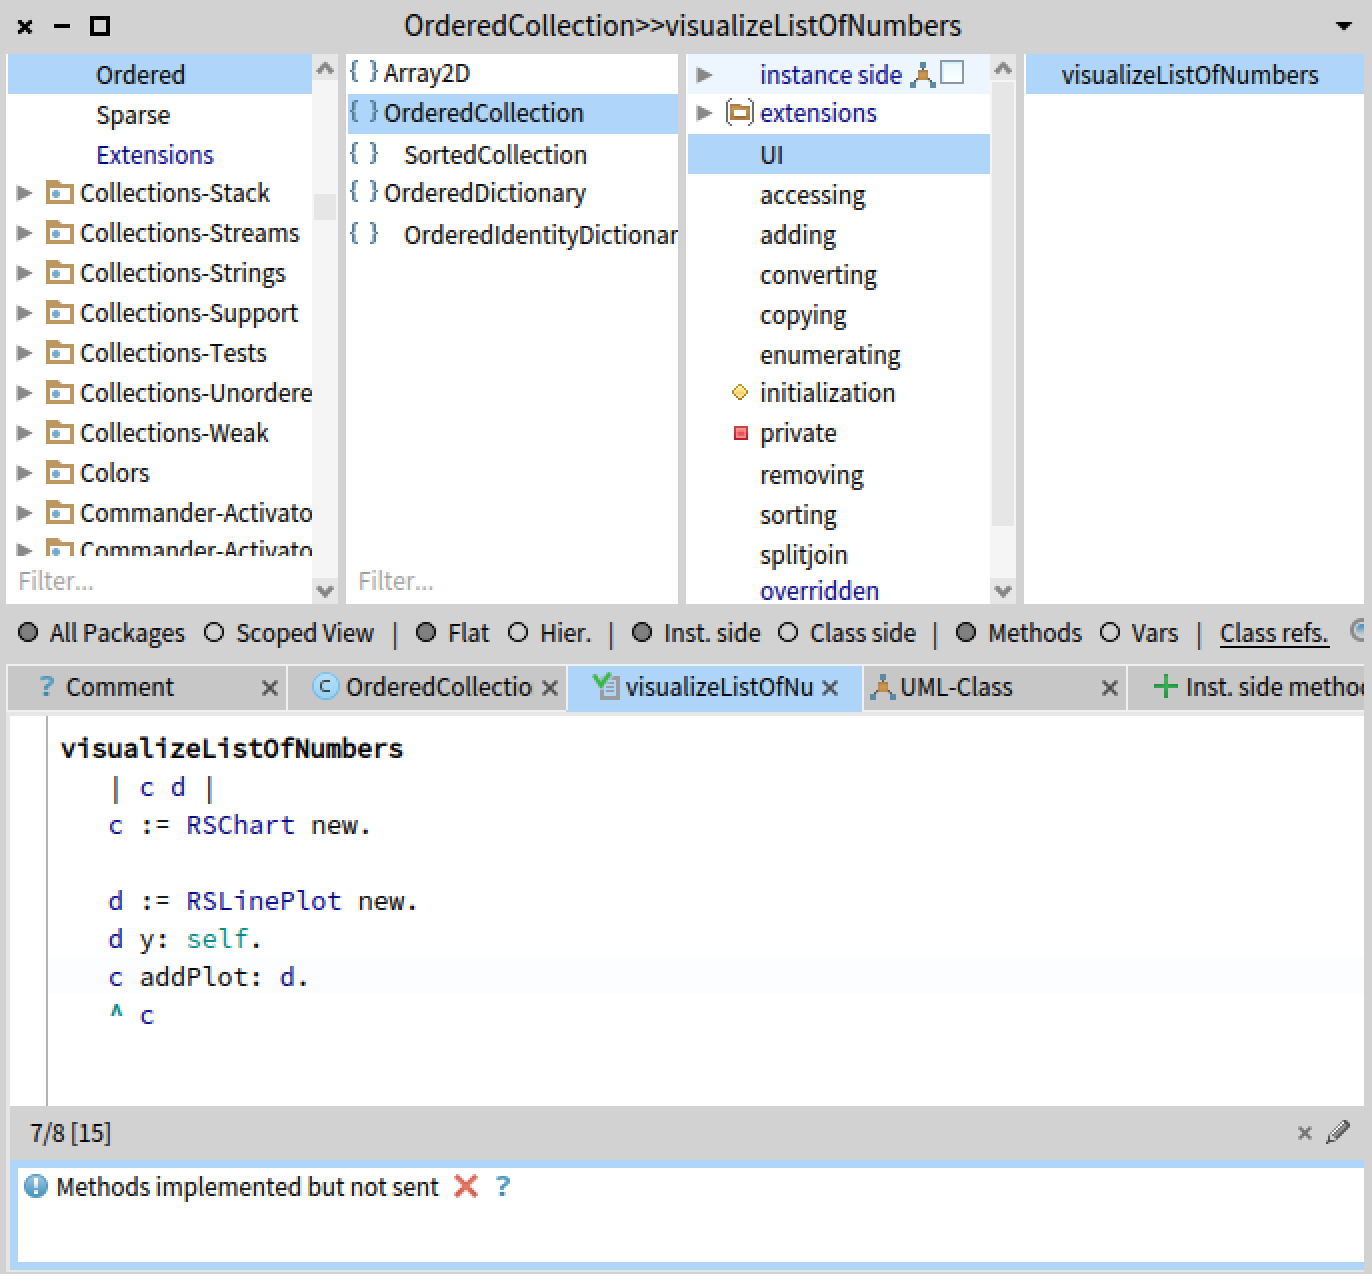 OrderedCollection>>visualizeListOfNumbers
Ordered
Sparse
Extensions
Collections-Stack
Collections-Streams
Collections-Strings
Collections-Support
Collections-Tests
Collections-Unordere
Collections-Weak
Colors
Commander-Activato
Commander-Activato
Filter...
{ } Array2D
{ } OrderedCollection
{ } SortedCollection
{ } OrderedDictionary
{ } OrderedIdentityDictionar
Filter...
instance side
extensions
UI
accessing
adding
converting
copying
enumerating
initialization
private
removing
sorting
splitjoin
overridden
visualizeListOfNumbers
All Packages Scoped View | Flat Hier. | Inst. side Class side | Methods Vars | Class refs.
? Comment C OrderedCollectio visualizeListOfNu UML-Class Inst. side metho
visualizeListOfNumbers
| c d |
c := RSChart new.
d := RSLinePlot new.
d y: self.
c addPlot: d.
^ c
7/8 [15]
Methods implemented but not sent ?